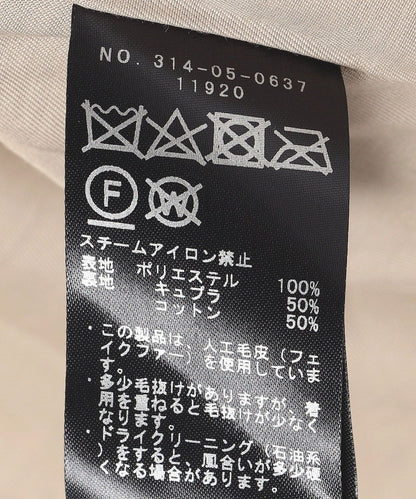 NO. 314-05-0637
11920
F W
スチームアイロン禁止
表地 ポリエステル 100%
裏地 キュプラ 50%
コットン 50%
・この製品は、人工毛皮(フェ
イクファー)を使用していま
す。
・多少毛抜けがありますが、着
用を重ねると毛抜けが少なく
なります。
・ドライクリーニング(石油系
)をすると、風合いが多少硬
くなる場合があります。